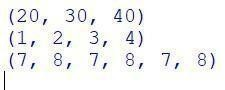 (20, 30, 40)
(1, 2, 3, 4)
(7, 8, 7, 8, 7, 8)